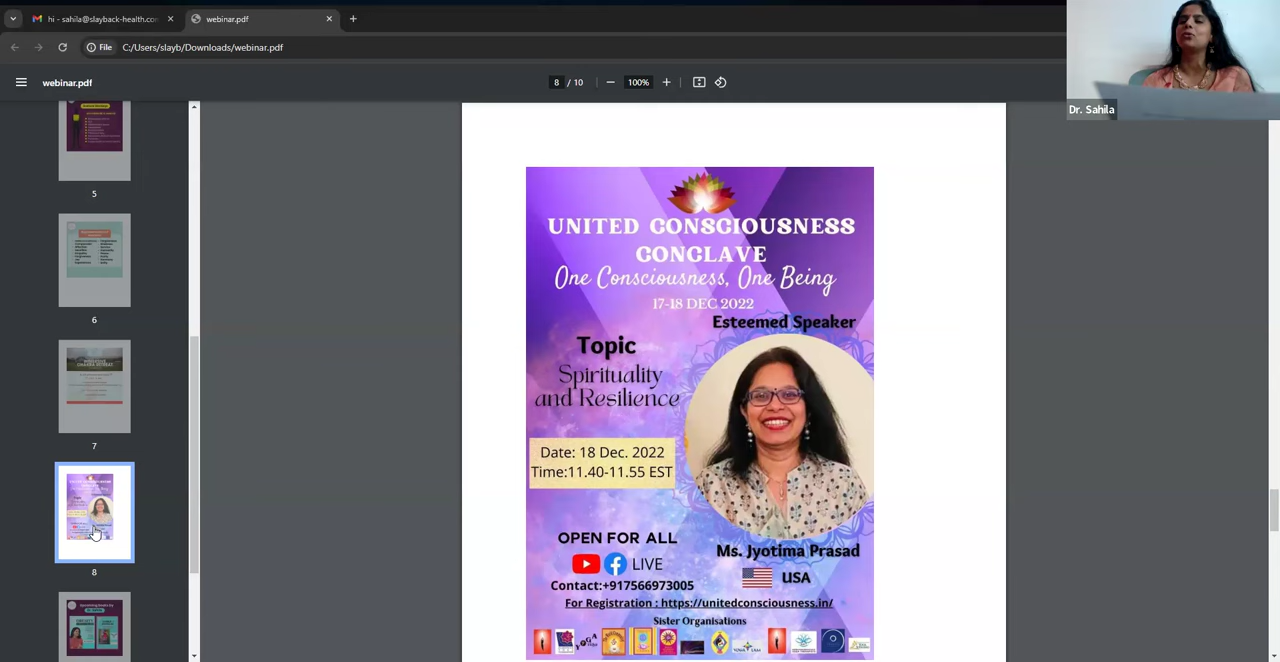 hi - sahila@slayback-health.co
webinar.pdf
File
C:/Users/slayb/Downloads/webinar.pdf
webinar.pdf
8 / 10
100%
Dr. Sahila
5
6
7
8
UNITED CONSCIOUSNESS
CONCLAVE
One Consciousness, One Being
17-18 DEC 2022
Esteemed Speaker
Topic
Spirituality
and Resilience
Date: 18 Dec. 2022
Time:11.40-11.55 EST
OPEN FOR ALL
LIVE
Ms. Jyotima Prasad
USA
Contact:+917566973005
For Registration : https://unitedconsciousness.in/
Sister Organisations
YOGA